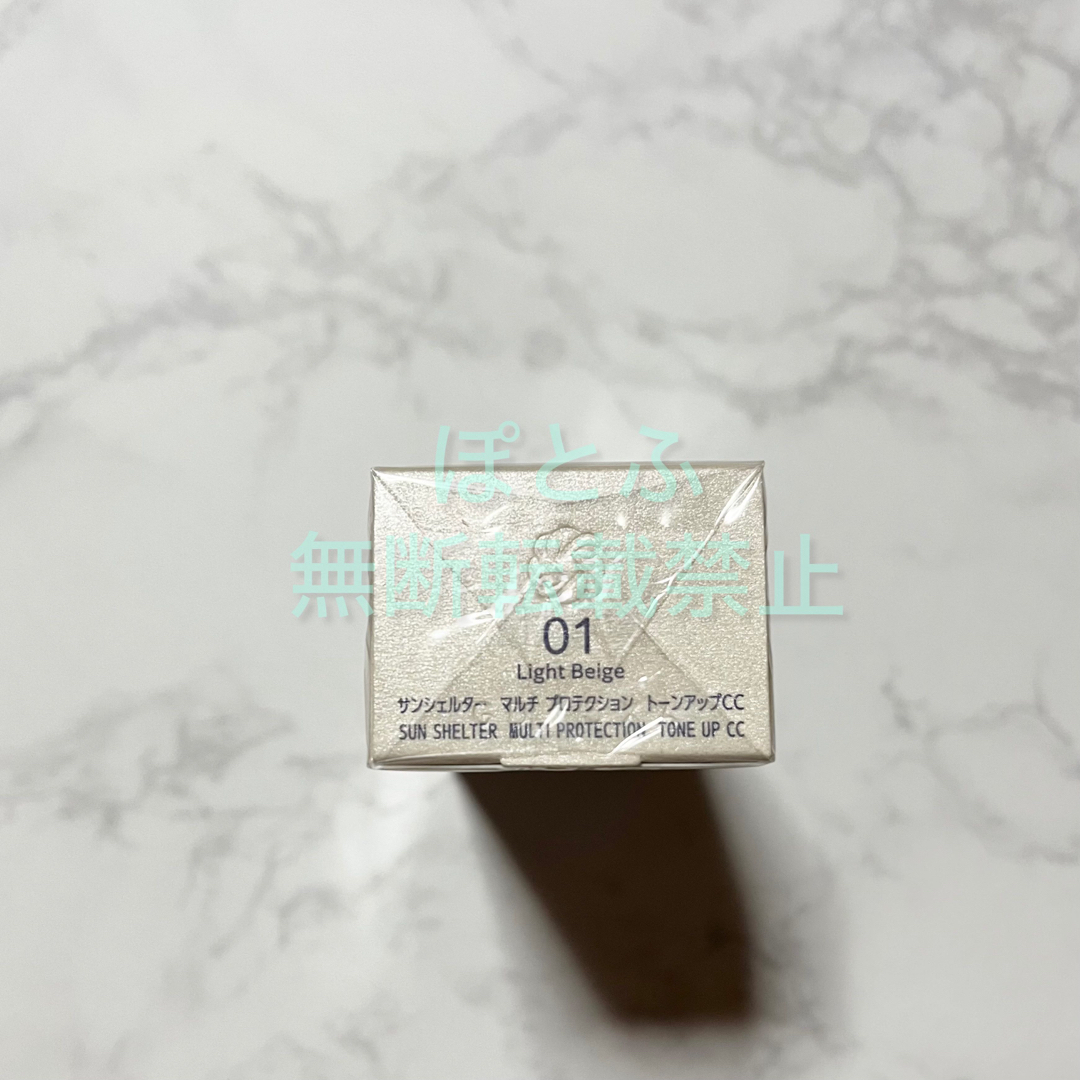 ぽとふ
無断転載禁止
01
Light Beige
サンシェルター マルチ プロテクション トーンアップCC
SUN SHELTER MULTI PROTECTION TONE UP CC